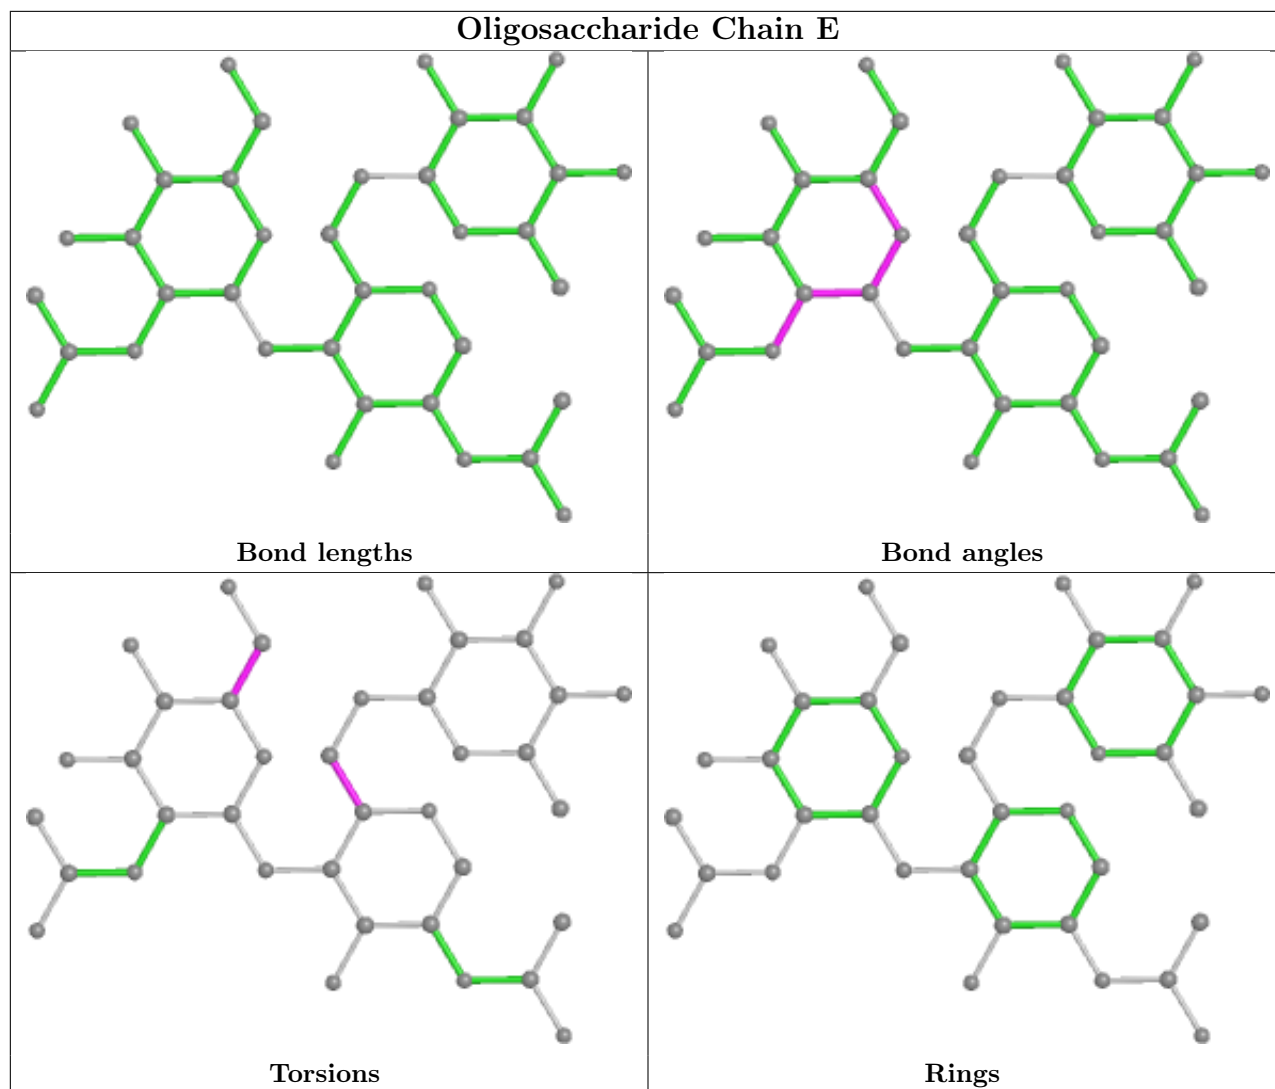 Oligosaccharide Chain E
Bond lengths
Bond angles
Torsions
Rings